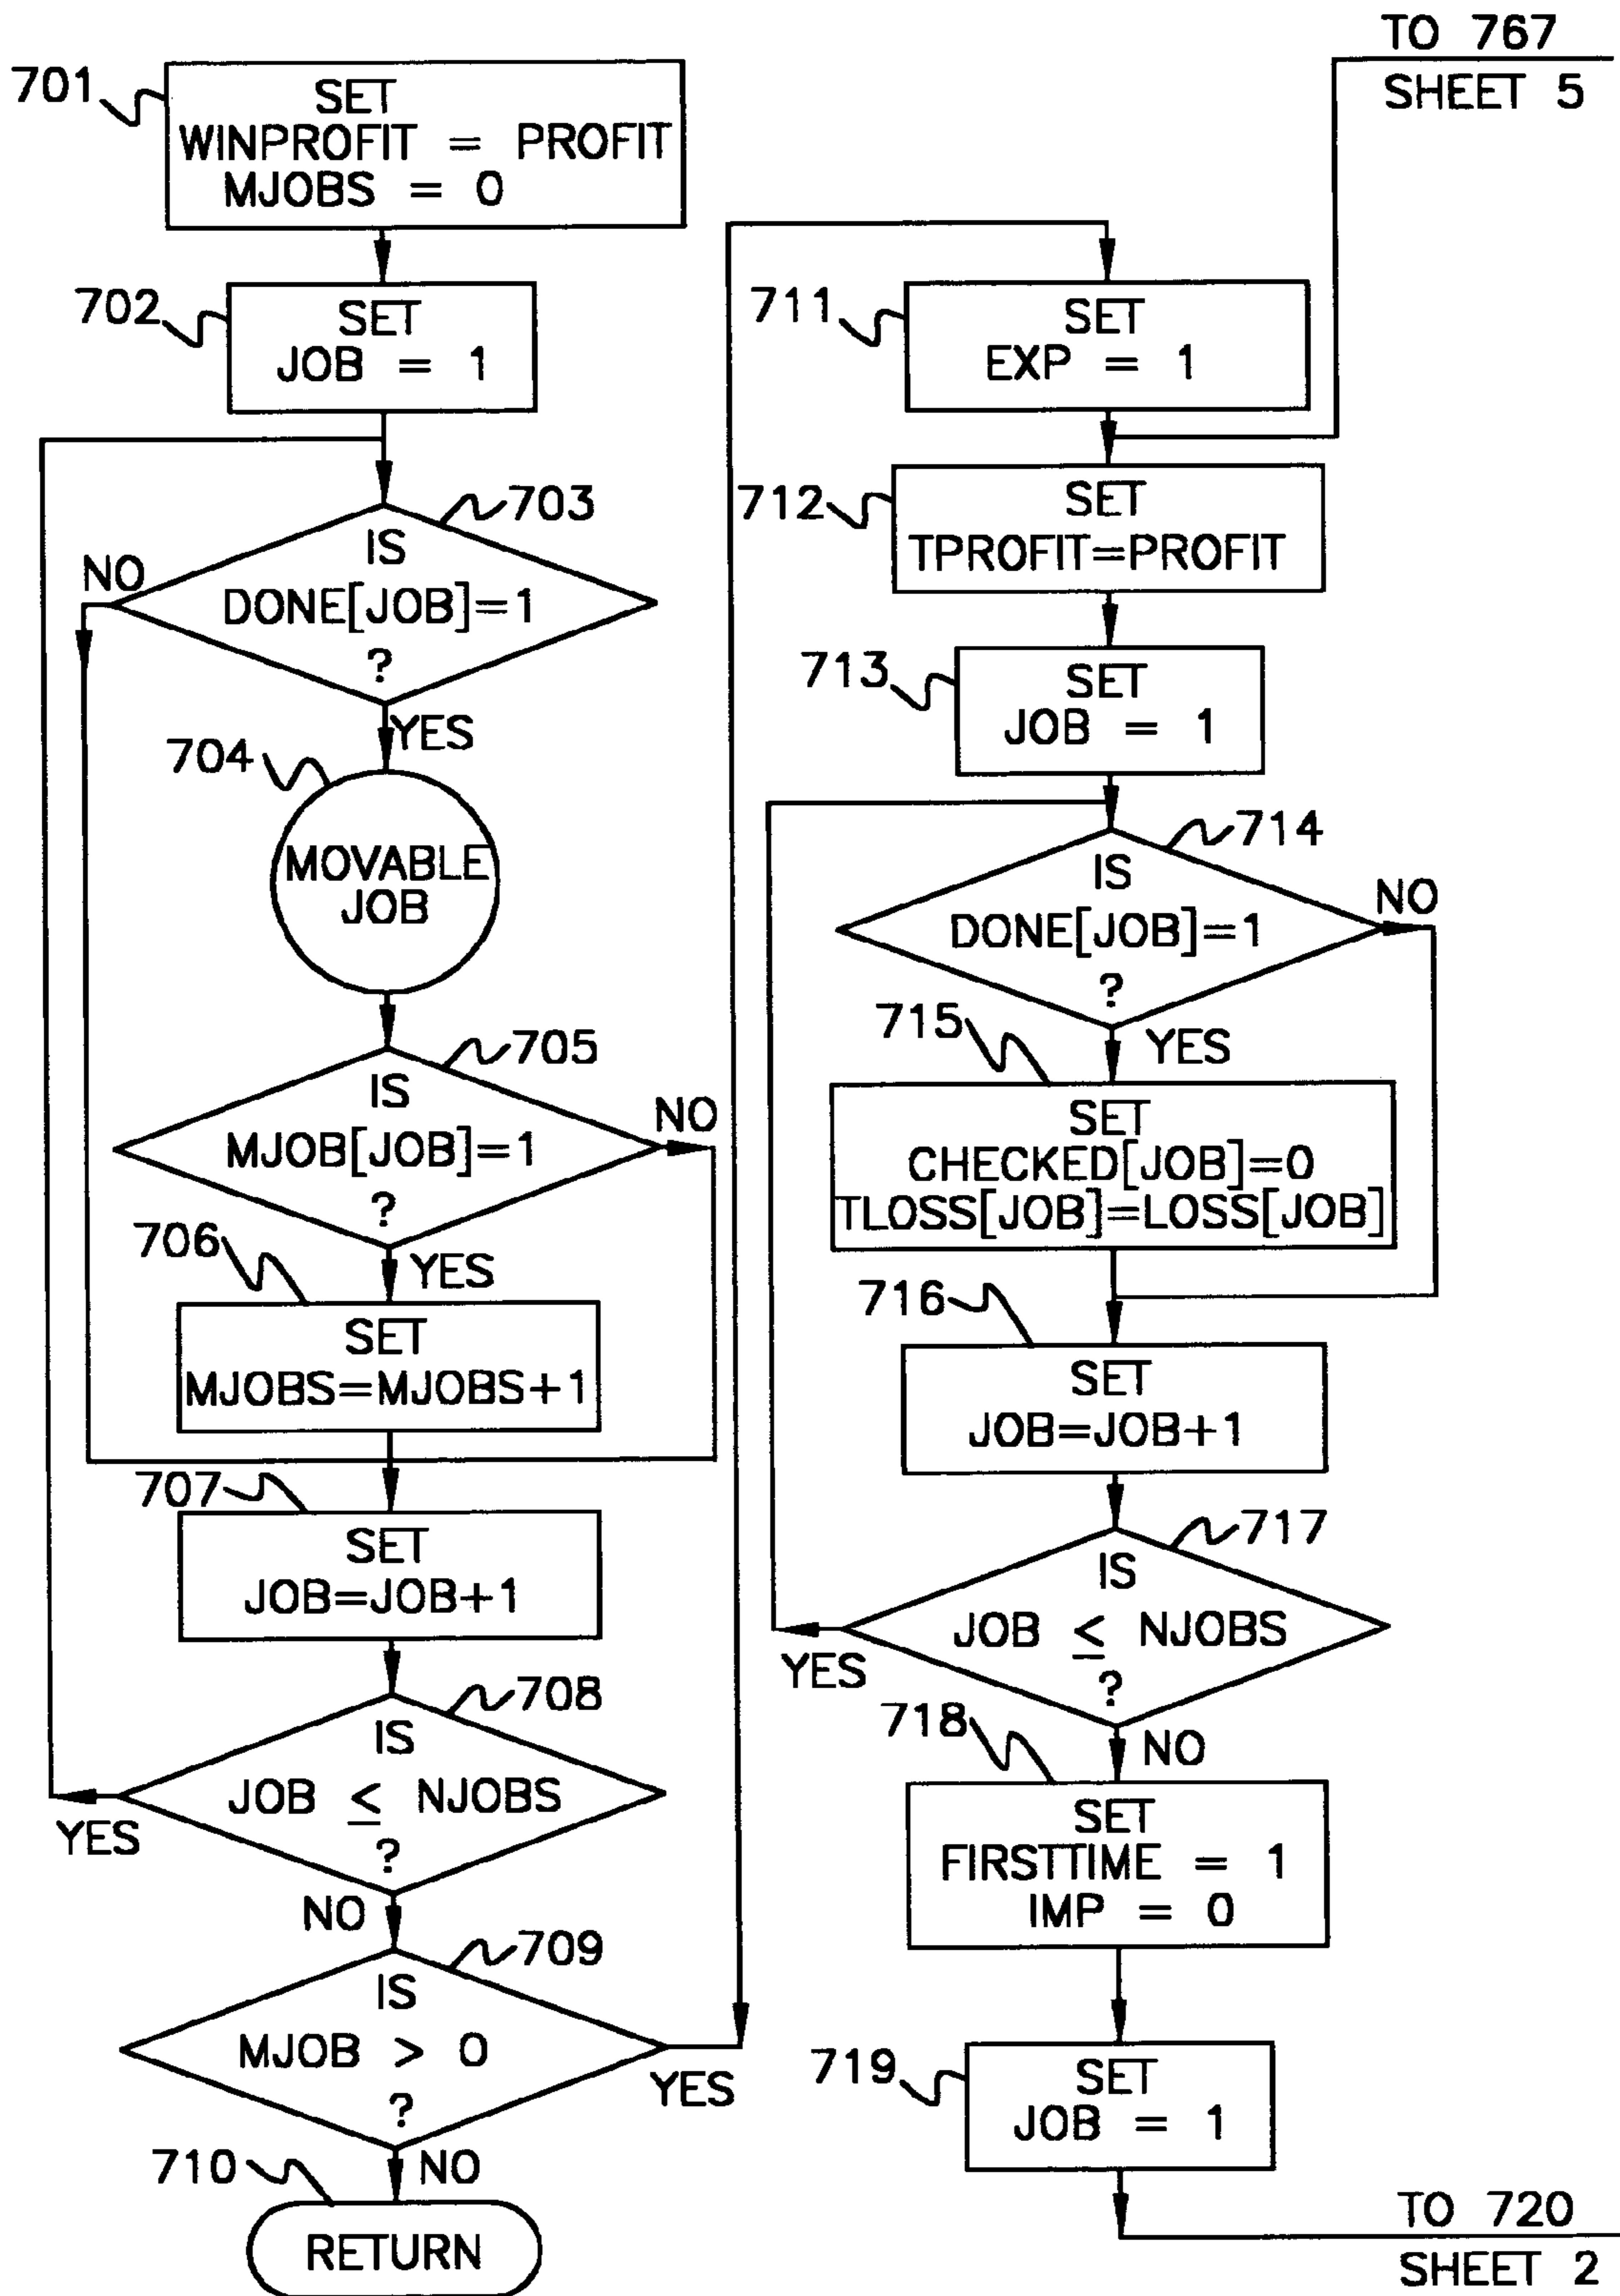 701
SET
WINPROFIT = PROFIT
MJOBS = 0
702
SET
JOB = 1
703
IS
DONE[JOB]=1
?
NO
YES
704
MOVABLE
JOB
705
IS
MJOB[JOB]=1
?
NO
YES
706
SET
MJOBS=MJOBS+1
707
SET
JOB=JOB+1
708
IS
JOB ≤ NJOBS
?
YES
NO
709
IS
MJOB > 0
?
YES
NO
710
RETURN
TO 767
SHEET 5
711
SET
EXP = 1
712
SET
TPROFIT=PROFIT
713
SET
JOB = 1
714
IS
DONE[JOB]=1
?
NO
YES
715
SET
CHECKED[JOB]=0
TLOSS[JOB]=LOSS[JOB]
716
SET
JOB=JOB+1
717
IS
JOB ≤ NJOBS
?
YES
NO
718
SET
FIRSTTIME = 1
IMP = 0
719
SET
JOB = 1
TO 720
SHEET 2